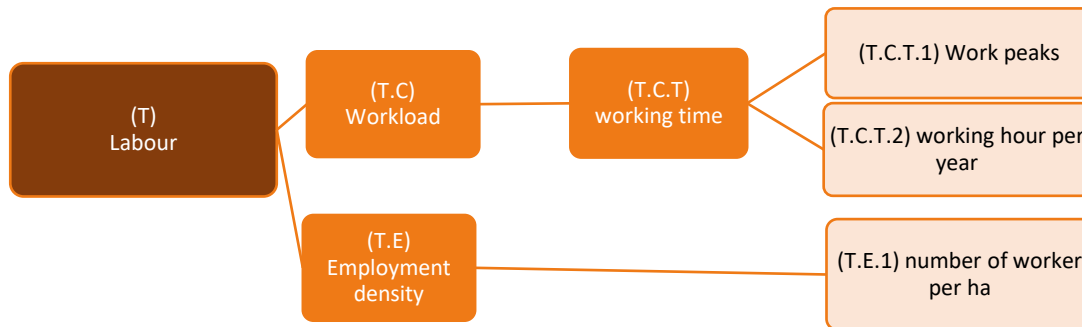 (T)
Labour
(T.C)
Workload
(T.C.T)
working time
(T.C.T.1) Work peaks
(T.C.T.2) working hour per
year
(T.E)
Employment
density
(T.E.1) number of worker
per ha